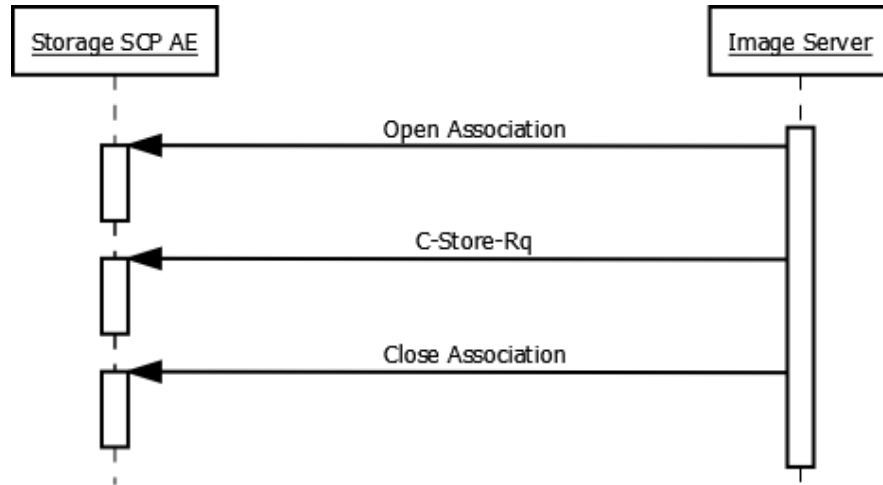 Storage SCP AE
Image Server
Open Association
C-Store-Rq
Close Association